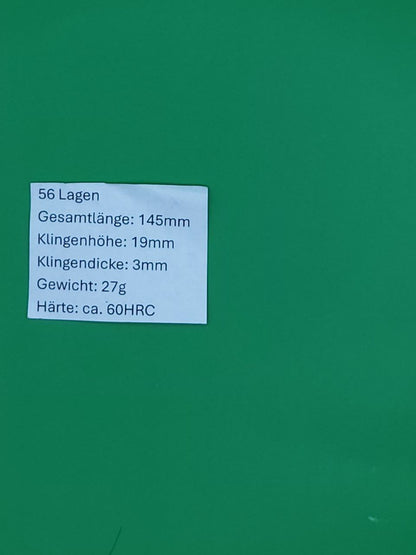 56 Lagen
Gesamtlänge: 145mm
Klingenhöhe: 19mm
Klingendicke: 3mm
Gewicht: 27g
Härte: ca. 60HRC